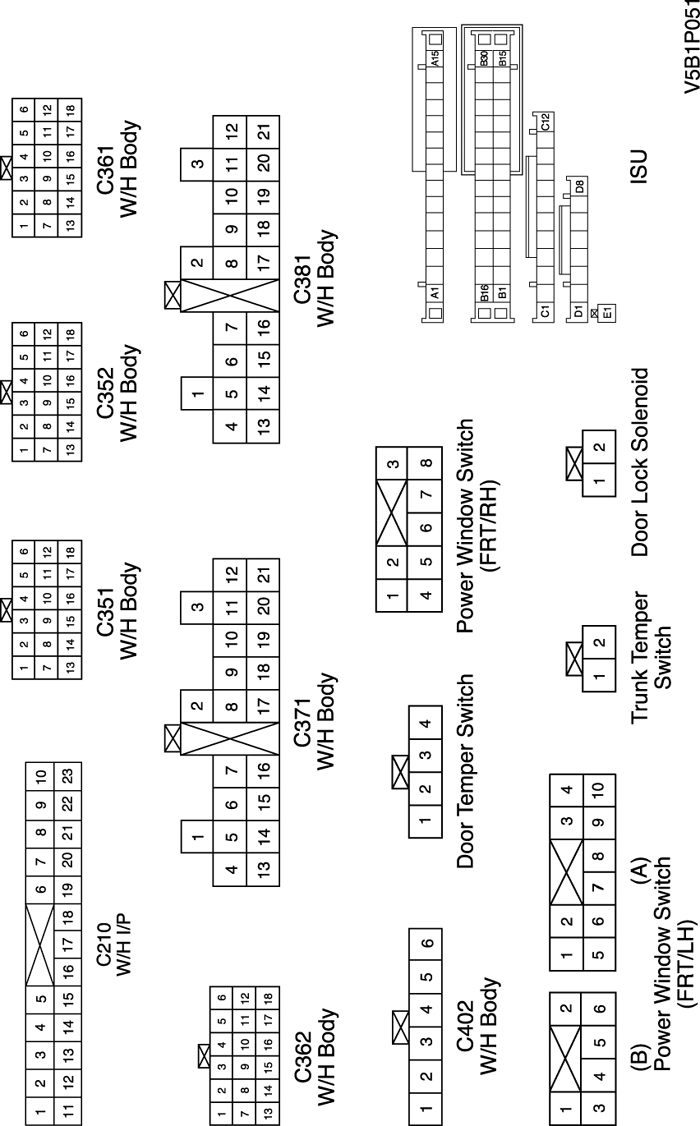 1 2 3 4 5 6 7 8 9 10
11 12 13 14 15 16 17 18 19 20 21 22 23
C210
W/H I/P
1 2 3 4 5 6
7 8 9 10 11 12
13 14 15 16 17 18
C351
W/H Body
1 2 3 4 5 6
7 8 9 10 11 12
13 14 15 16 17 18
C352
W/H Body
1 2 3 4 5 6
7 8 9 10 11 12
13 14 15 16 17 18
C361
W/H Body
1 2 3 4 5 6
7 8 9 10 11 12
13 14 15 16 17 18
C362
W/H Body
1 2 3
4 5 6 7 8 9 10 11 12
13 14 15 16 17 18 19 20 21
C371
W/H Body
1 2 3
4 5 6 7 8 9 10 11 12
13 14 15 16 17 18 19 20 21
C381
W/H Body
1 2 3 4 5 6
C402
W/H Body
1 2 3 4
Door Temper Switch
1 2 3
4 5 6 7 8
Power Window Switch
(FRT/RH)
A1 A15
B16 B30
B1 B15
C1 C12
D1 D8
E1
ISU
1 2
3 4 5 6
(B)
1 2 3 4
5 6 7 8 9 10
(A)
Power Window Switch
(FRT/LH)
1 2
Trunk Temper
Switch
1 2
Door Lock Solenoid
V5B1P051